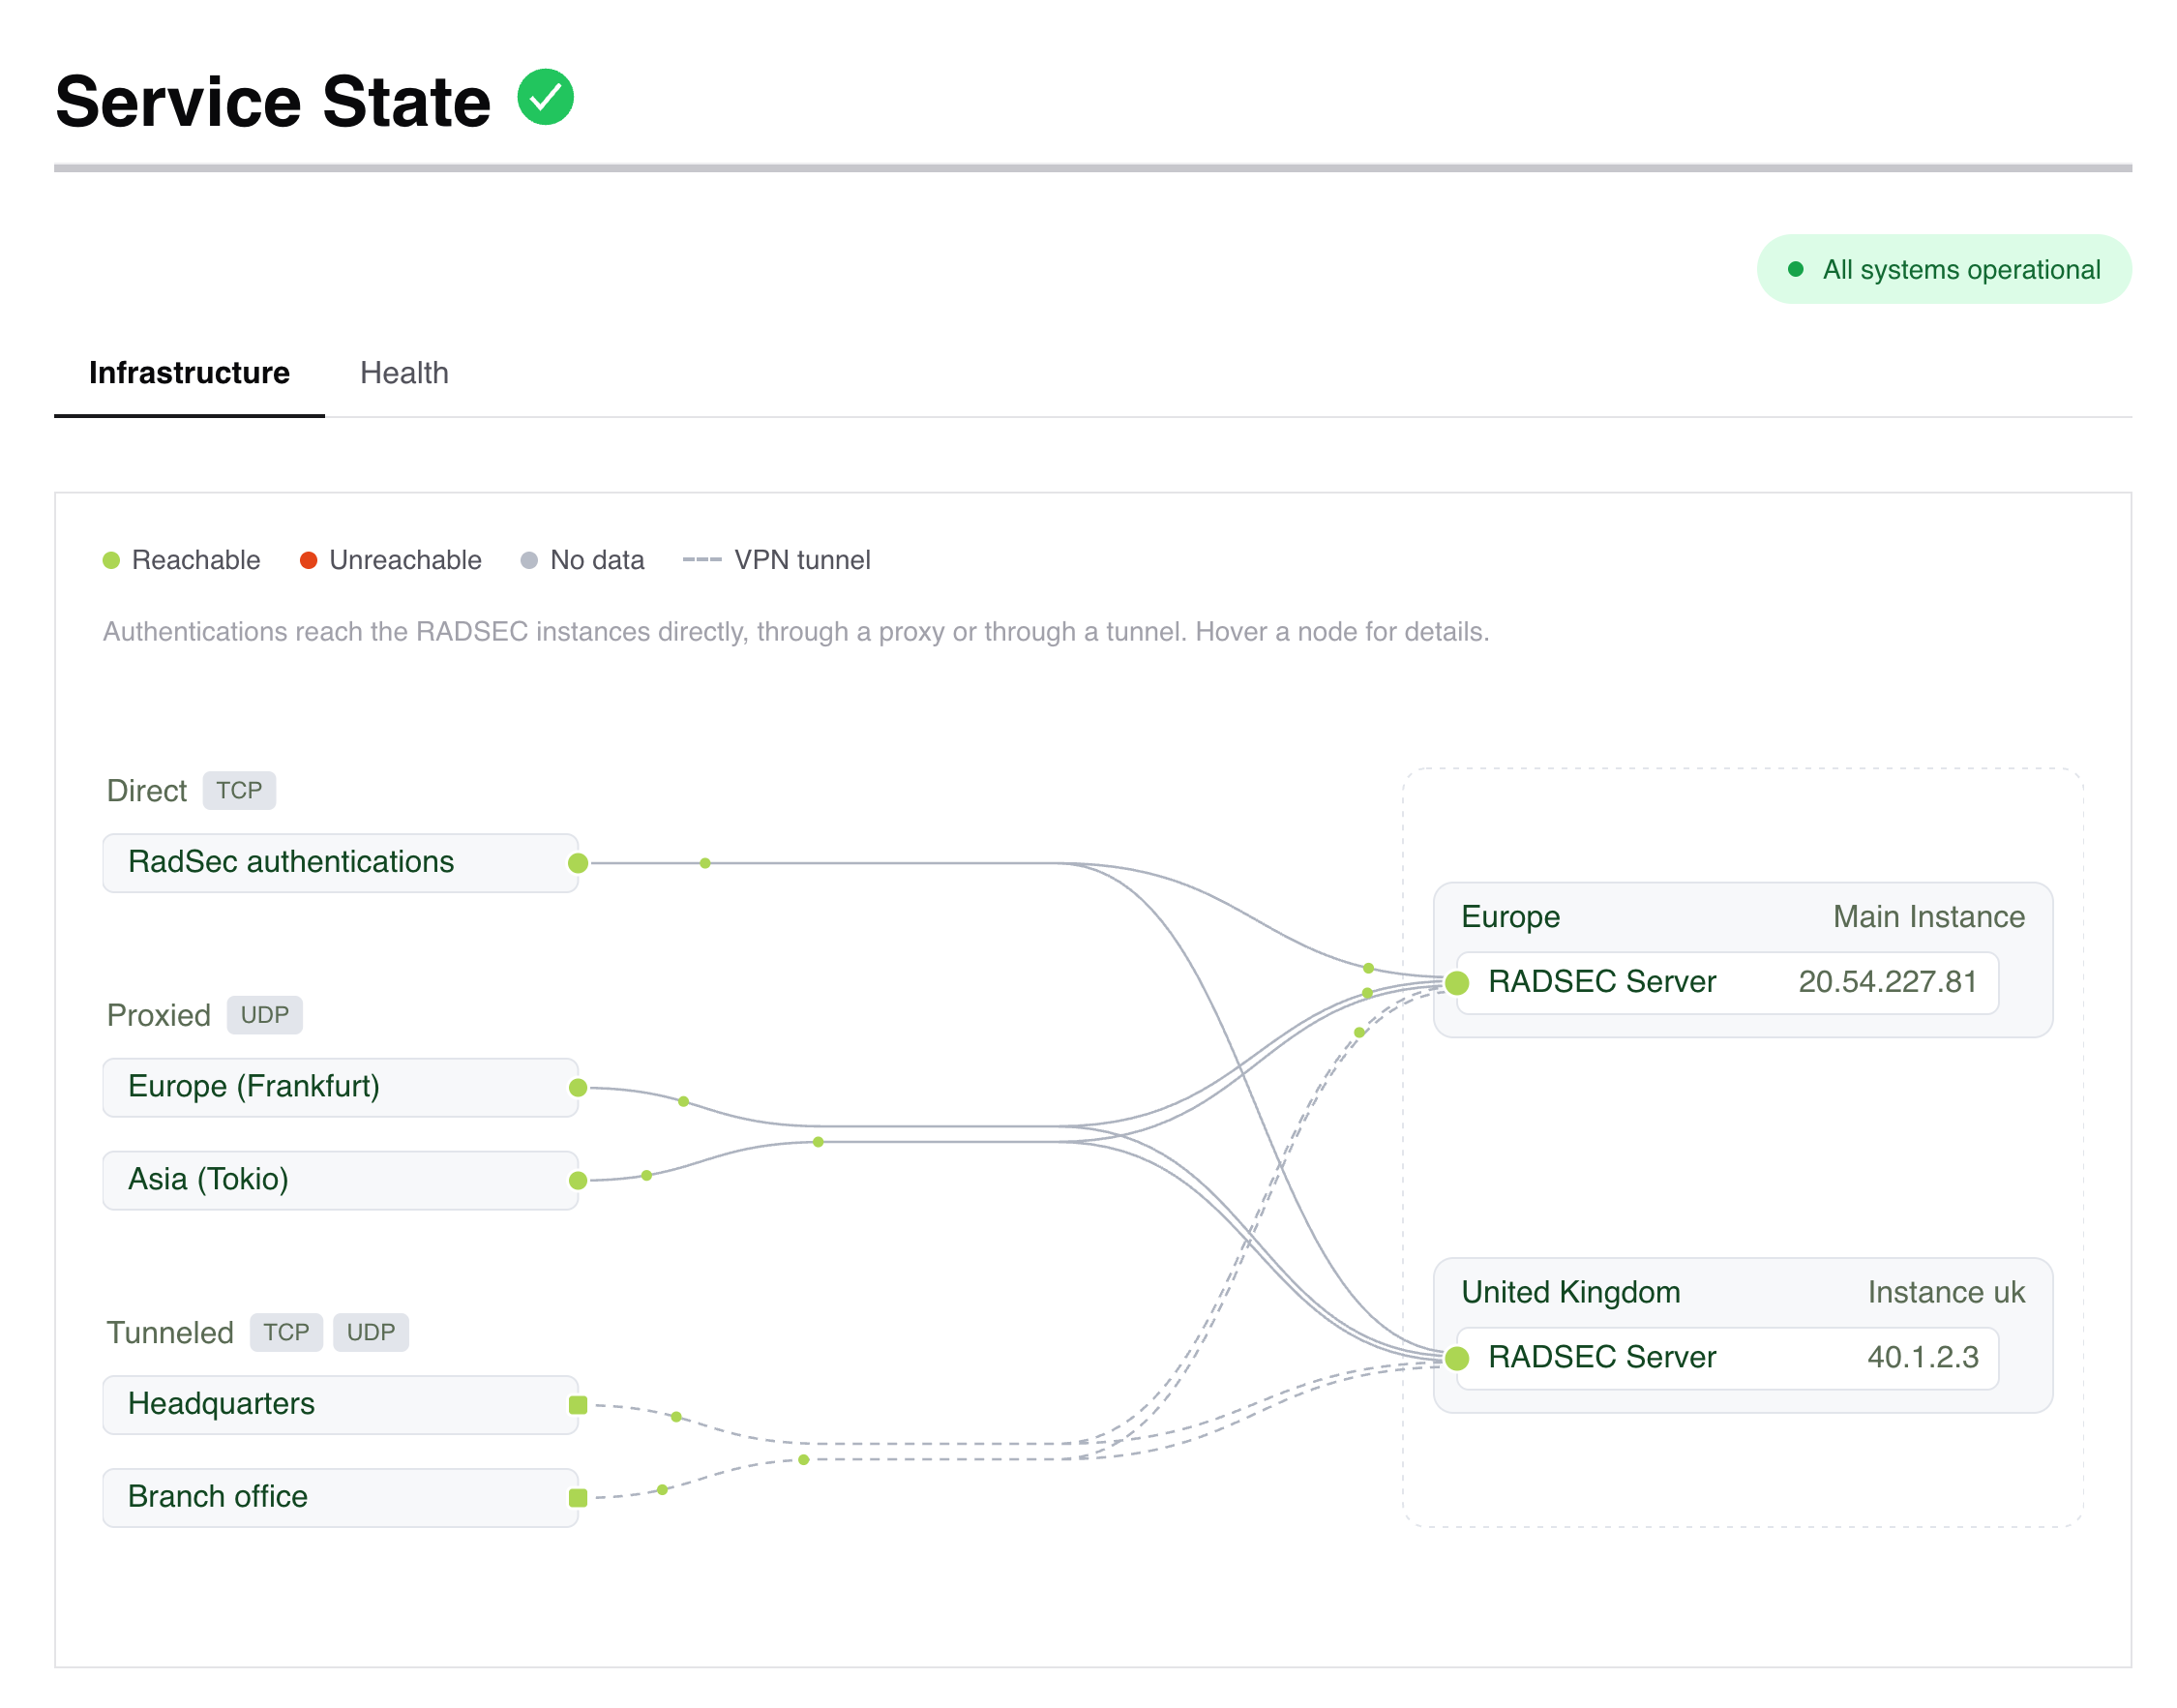 Service State
All systems operational
Infrastructure Health
Reachable Unreachable No data VPN tunnel
Authentications reach the RADSEC instances directly, through a proxy or through a tunnel. Hover a node for details.
Direct TCP
RadSec authentications
Proxied UDP
Europe (Frankfurt)
Asia (Tokio)
Tunneled TCP UDP
Headquarters
Branch office
Europe Main Instance
RADSEC Server 20.54.227.81
United Kingdom Instance uk
RADSEC Server 40.1.2.3